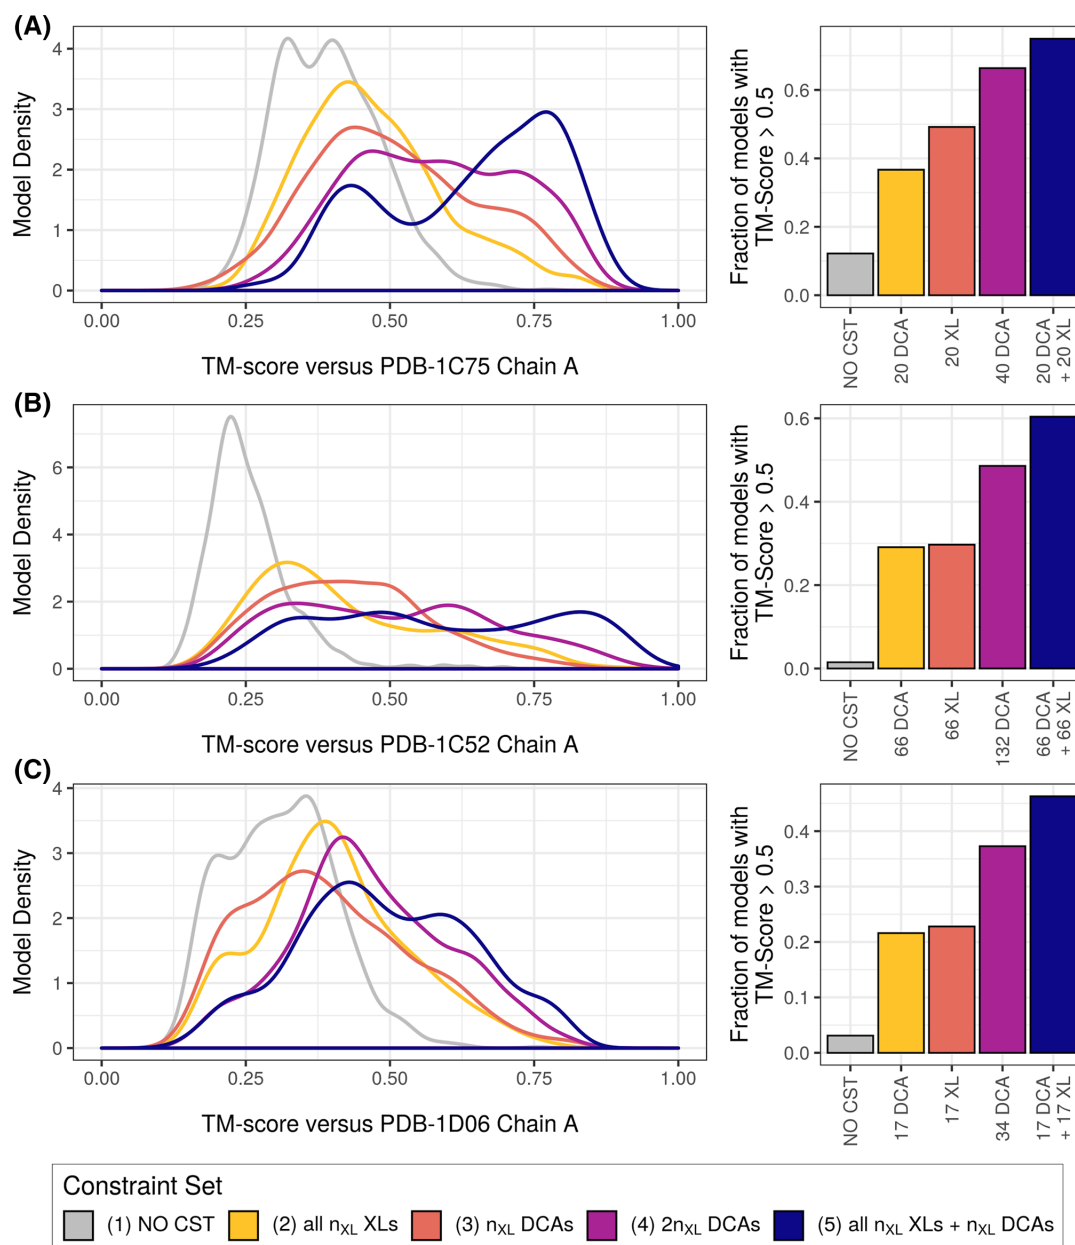 (A)
Model Density
4
3
2
1
0
0.00 0.25 0.50 0.75 1.00
TM-score versus PDB-1C75 Chain A
Fraction of models with
TM-Score > 0.5
0.6
0.4
0.2
0.0
NO CST
20 DCA
20 XL
40 DCA
20 DCA
+ 20 XL
(B)
Model Density
6
4
2
0
0.00 0.25 0.50 0.75 1.00
TM-score versus PDB-1C52 Chain A
Fraction of models with
TM-Score > 0.5
0.6
0.4
0.2
0.0
NO CST
66 DCA
66 XL
132 DCA
66 DCA
+ 66 XL
(C)
Model Density
4
3
2
1
0
0.00 0.25 0.50 0.75 1.00
TM-score versus PDB-1D06 Chain A
Fraction of models with
TM-Score > 0.5
0.4
0.3
0.2
0.1
0.0
NO CST
17 DCA
17 XL
34 DCA
17 DCA
+ 17 XL
Constraint Set
(1) NO CST (2) all nXL XLs (3) nXL DCAs (4) 2nXL DCAs (5) all nXL XLs + nXL DCAs